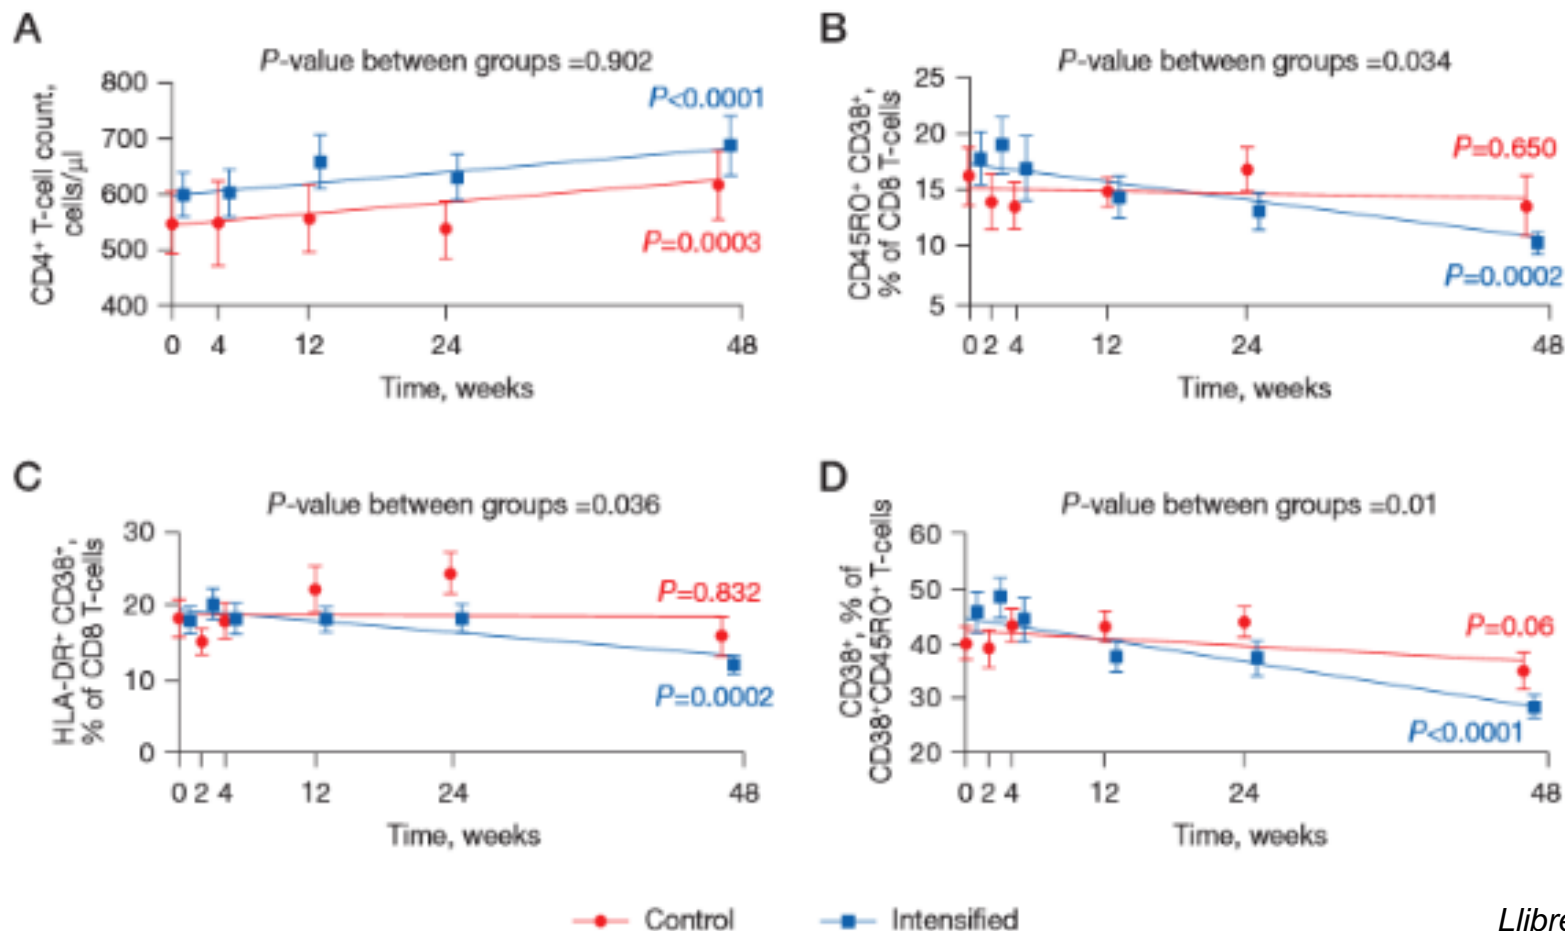 A
P-value between groups =0.902
CD4⁺ T-cell count,
cells/µl
800
700
600
500
400
P<0.0001
P=0.0003
0 4 12 24 48
Time, weeks
B
P-value between groups =0.034
CD45RO⁺ CD38⁺,
% of CD8 T-cells
25
20
15
10
5
P=0.650
P=0.0002
0 2 4 12 24 48
Time, weeks
C
P-value between groups =0.036
HLA-DR⁺ CD38⁺,
% of CD8 T-cells
30
20
10
0
P=0.832
P=0.0002
0 2 4 12 24 48
Time, weeks
D
P-value between groups =0.01
CD38⁺, % of
CD38⁺CD45RO⁺ T-cells
60
50
40
30
20
P=0.06
P<0.0001
0 2 4 12 24 48
Time, weeks
Control Intensified
Llibre